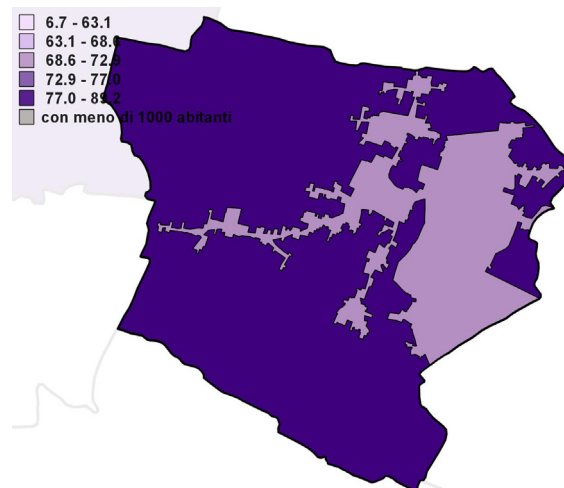 6.7 - 63.1
63.1 - 68.6
68.6 - 72.9
72.9 - 77.0
77.0 - 89.2
con meno di 1000 abitanti